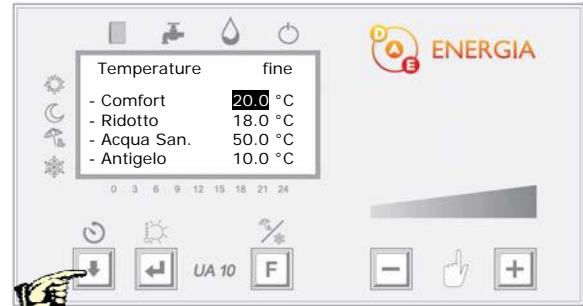 ENERGIA
D A E
Temperature fine
- Comfort 20.0 °C
- Ridotto 18.0 °C
- Acqua San. 50.0 °C
- Antigelo 10.0 °C
0 3 6 9 12 15 18 21 24
UA 10 F